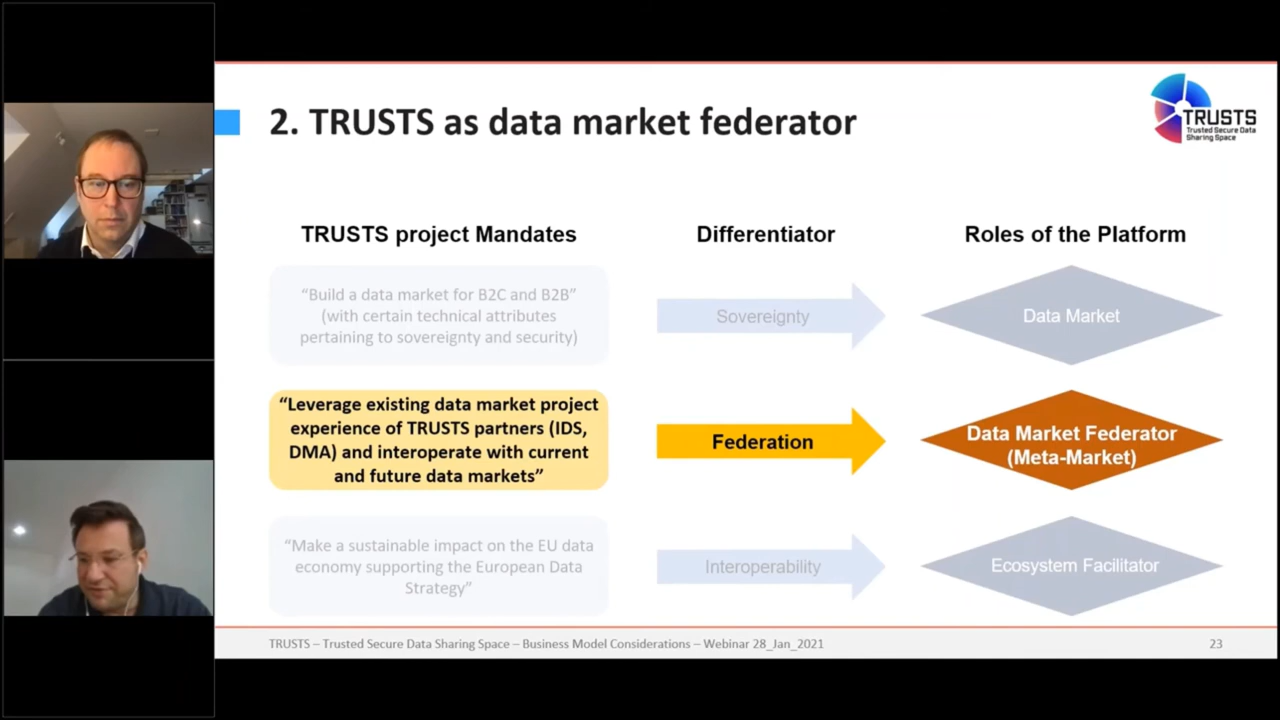 2. TRUSTS as data market federator
TRUSTS
Trusted Secure Data
Sharing Space
TRUSTS project Mandates
Differentiator
Roles of the Platform
“Build a data market for B2C and B2B”
(with certain technical attributes
pertaining to sovereignty and security)
Sovereignty
Data Market
“Leverage existing data market project
experience of TRUSTS partners (IDS,
DMA) and interoperate with current
and future data markets”
Federation
Data Market Federator
(Meta-Market)
“Make a sustainable impact on the EU data
economy supporting the European Data
Strategy”
Interoperability
Ecosystem Facilitator
TRUSTS – Trusted Secure Data Sharing Space – Business Model Considerations – Webinar 28_Jan_2021
23